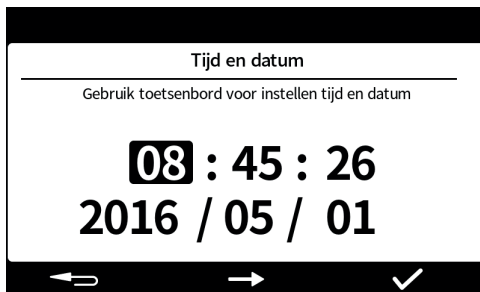 Tijd en datum
Gebruik toetsenbord voor instellen tijd en datum
08 : 45 : 26
2016 / 05 / 01